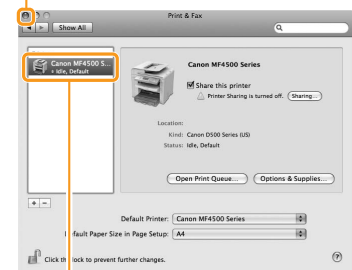 Print & Fax
Show All
Canon MF4500 S...
Idle, Default
Canon MF4500 Series
Share this printer
Printer Sharing is turned off. Sharing...
Location:
Kind: Canon D500 Series (US)
Status: Idle, Default
Open Print Queue... Options & Supplies...
+ −
Default Printer: Canon MF4500 Series
Default Paper Size in Page Setup: A4
Click the lock to prevent further changes.
?